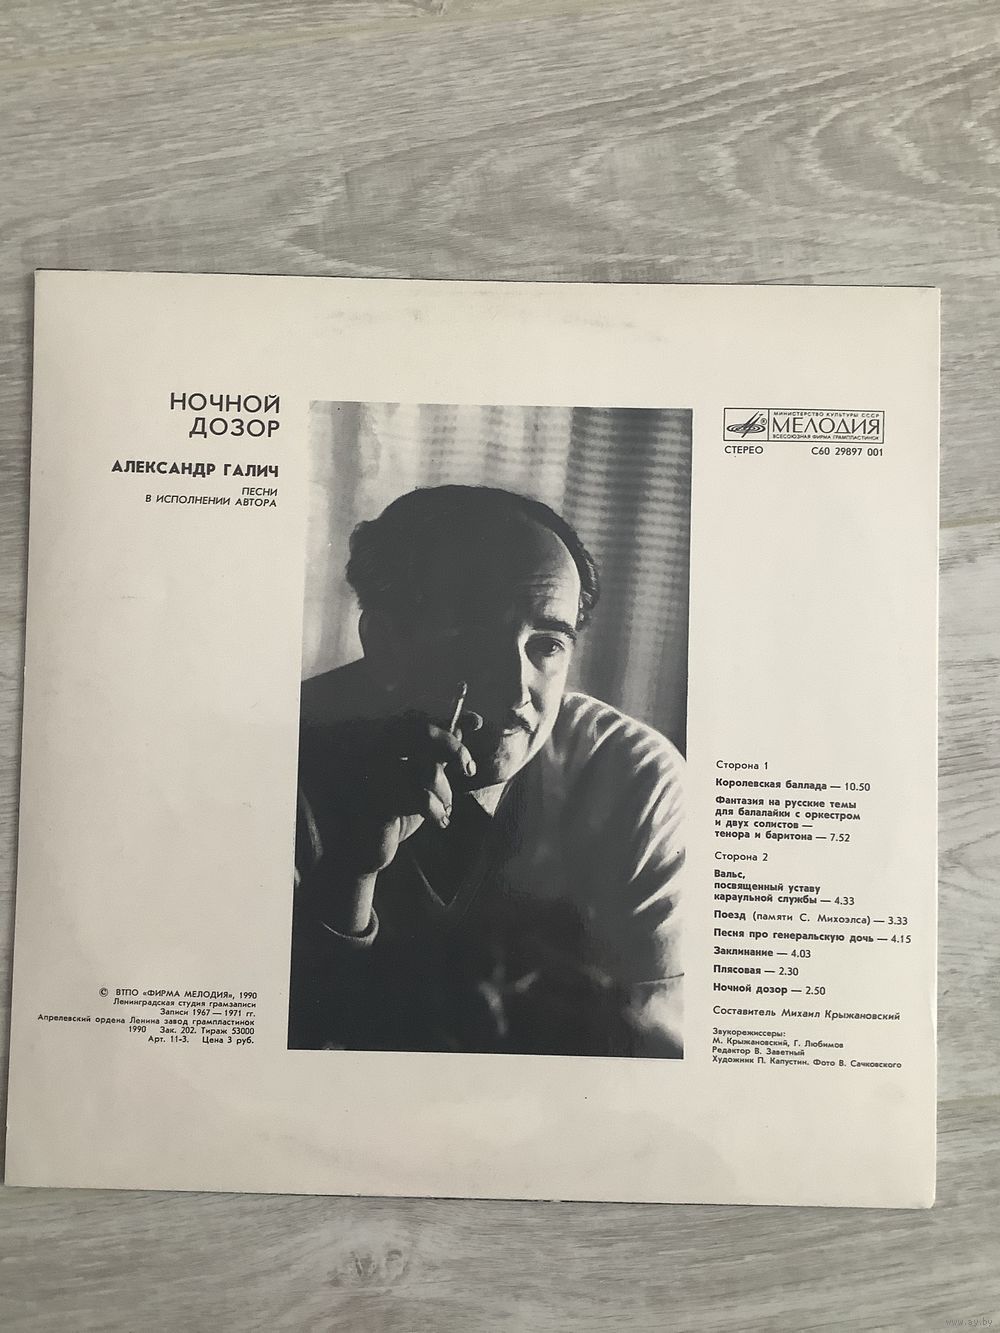 НОЧНОЙ
ДОЗОР
АЛЕКСАНДР ГАЛИЧ
ПЕСНИ
В ИСПОЛНЕНИИ АВТОРА
МИНИСТЕРСТВО КУЛЬТУРЫ СССР
МЕЛОДИЯ
ВСЕСОЮЗНАЯ ФИРМА ГРАМПЛАСТИНОК
СТЕРЕО С60 29897 001
Сторона 1
Королевская баллада — 10.50
Фантазия на русские темы
для балалайки с оркестром
и двух солистов —
тенора и баритона — 7.52
Сторона 2
Вальс,
посвященный уставу
караульной службы — 4.33
Поезд (памяти С. Михоэлса) — 3.33
Песня про генеральскую дочь — 4.15
Заклинание — 4.03
Плясовая — 2.30
Ночной дозор — 2.50
Составитель Михаил Крыжановский
Звукорежиссеры:
М. Крыжановский, Г. Любимов
Редактор В. Заветный
Художник П. Капустин. Фото В. Сачковского
© ВТПО «ФИРМА МЕЛОДИЯ», 1990
Ленинградская студия грамзаписи
Записи 1967 — 1971 гг.
Апрелевский ордена Ленина завод грампластинок
1990 Зак. 202. Тираж 53000
Арт. 11-3. Цена 3 руб.
www.ay.by